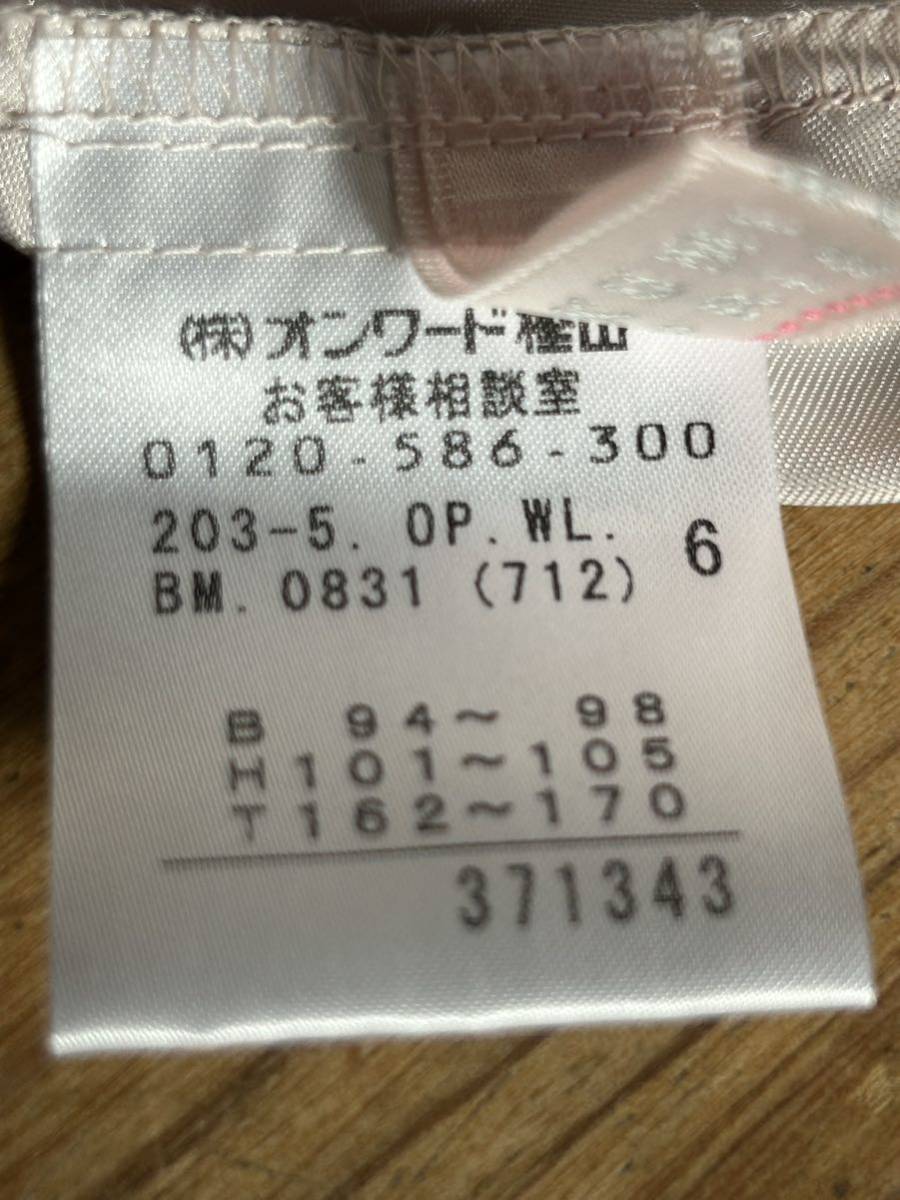 (株)オンワード樫山
お客様相談室
0120-586-300
203-5. OP. WL.
BM. 0831 (712) 6
B 94~ 98
H101~105
T162~170
371343